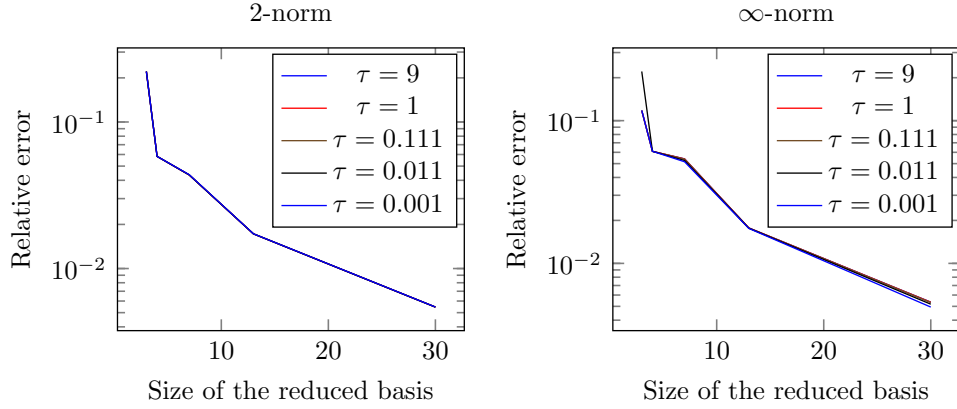 2-norm
10^{-1}
10^{-2}
10
20
30
Relative error
Size of the reduced basis
τ = 9
τ = 1
τ = 0.111
τ = 0.011
τ = 0.001
∞-norm
10^{-1}
10^{-2}
10
20
30
Relative error
Size of the reduced basis
τ = 9
τ = 1
τ = 0.111
τ = 0.011
τ = 0.001